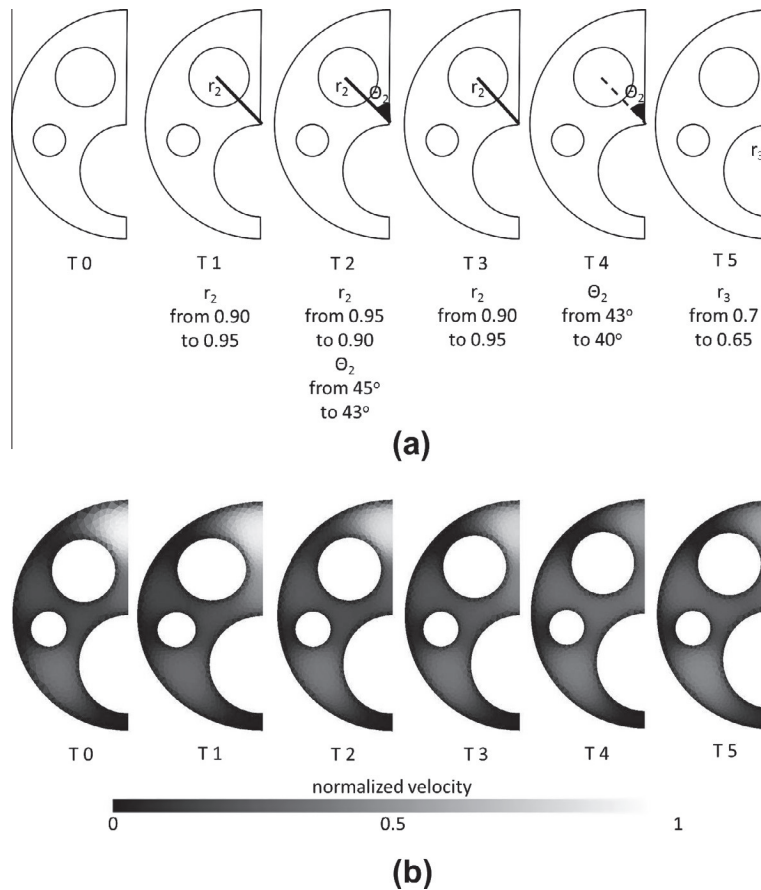 r2 r2 Θ2 r2 Θ2 r3
T 0 T 1 T 2 T 3 T 4 T 5
r2 r2 r2 Θ2 r3
from 0.90 from 0.95 from 0.90 from 43° from 0.7
to 0.95 to 0.90 to 0.95 to 40° to 0.65
Θ2
from 45°
to 43°
(a)
T 0 T 1 T 2 T 3 T 4 T 5
normalized velocity
0 0.5 1
(b)